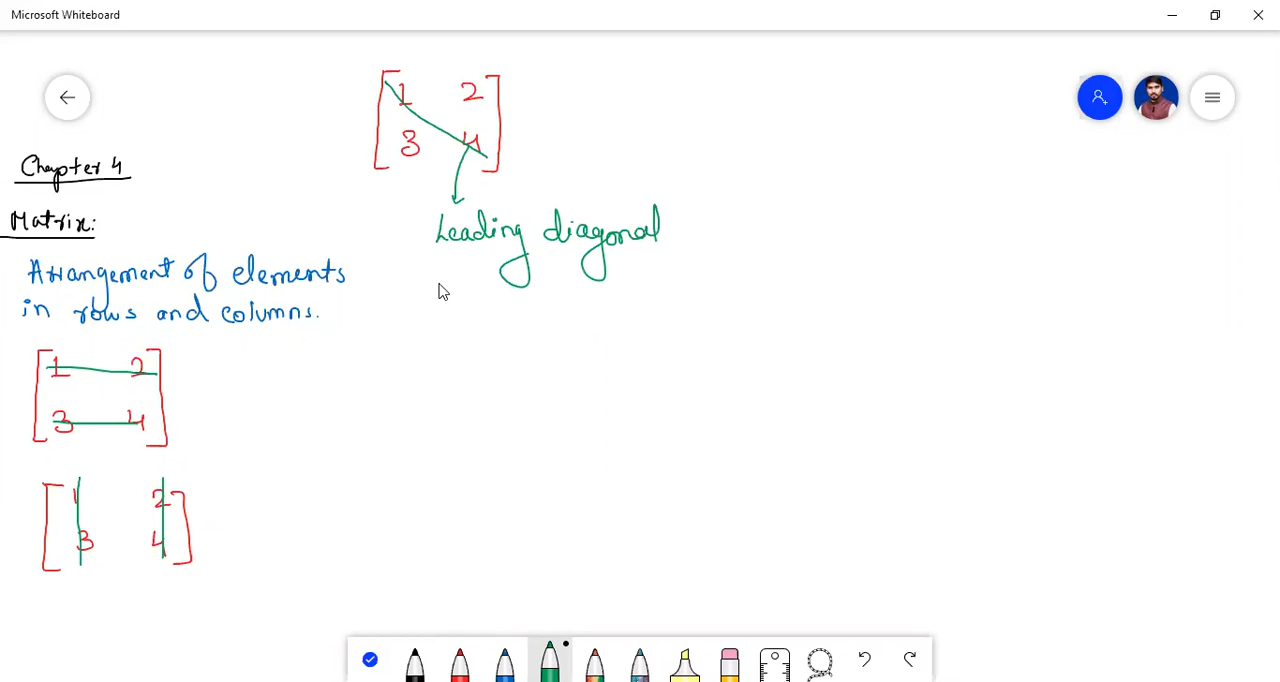 Microsoft Whiteboard
Chapter 4
Matrix:
Arrangement of elements
in rows and columns.
1 2
3 4
1 2
3 4
1 2
3 4
Leading diagonal